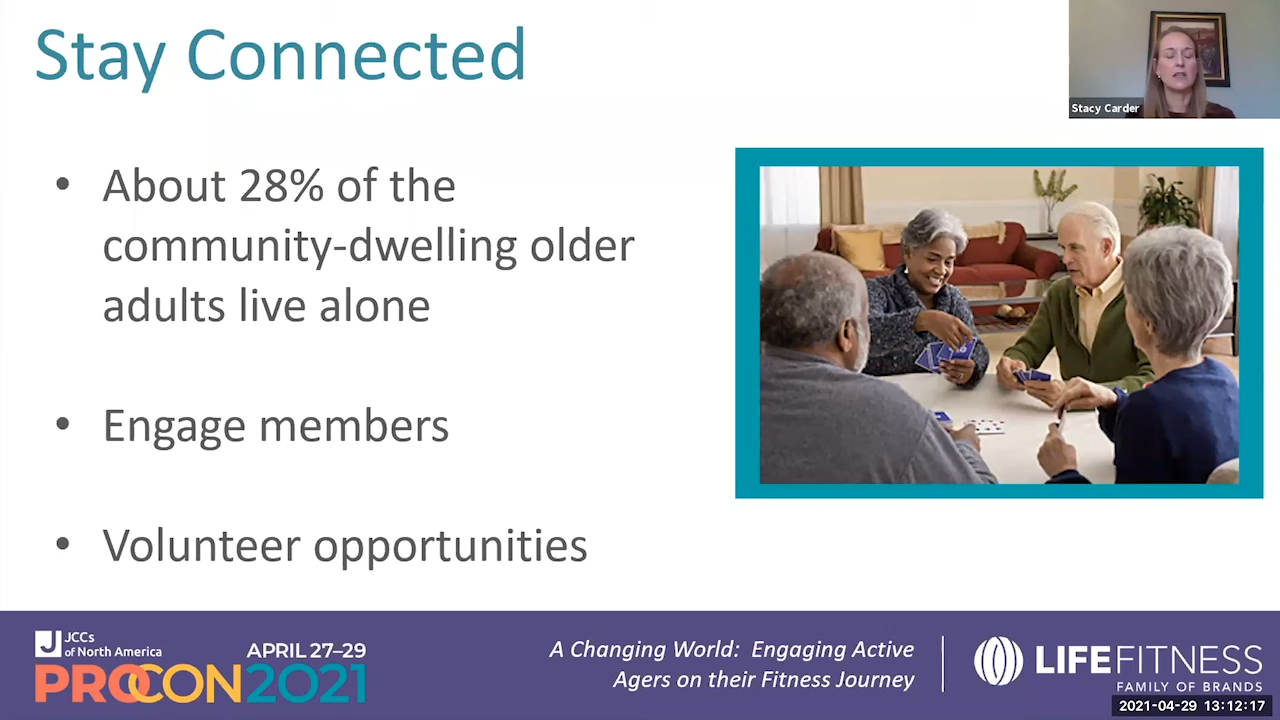 Stay Connected
Stacy Carder
• About 28% of the
community-dwelling older
adults live alone
• Engage members
• Volunteer opportunities
J JCCs
of North America
APRIL 27–29
PROCON2021
A Changing World: Engaging Active
Agers on their Fitness Journey
LIFEFITNESS
FAMILY OF BRANDS
2021-04-29 13:12:17